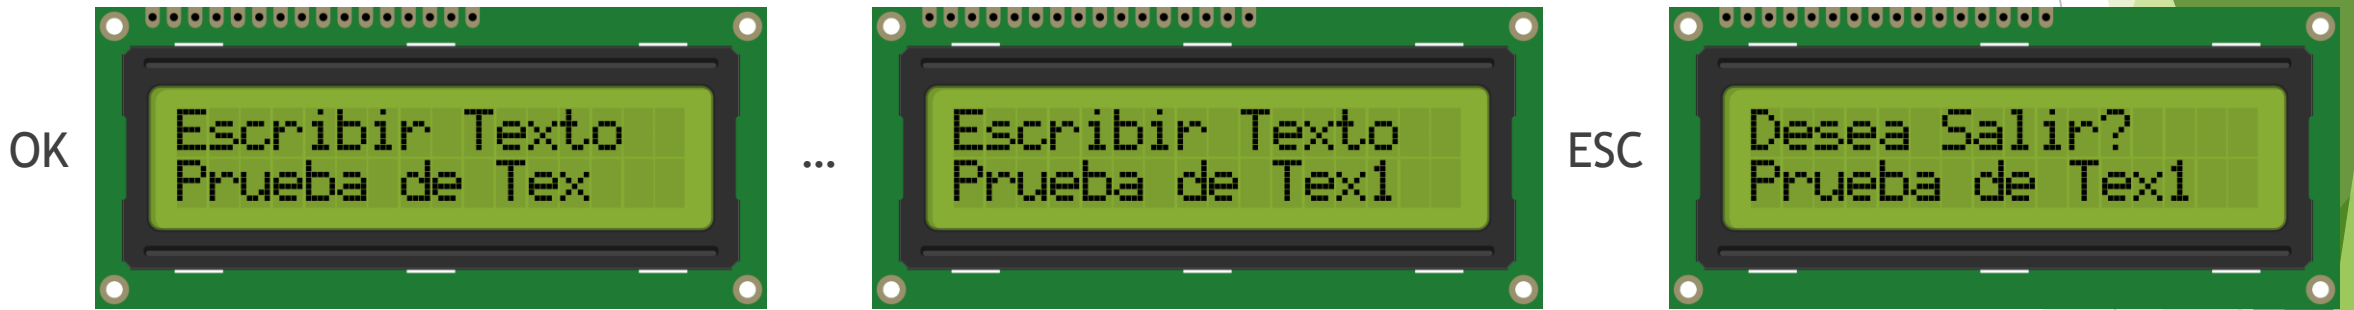 OK
Escribir Texto
Prueba de Tex
...
Escribir Texto
Prueba de Tex1
ESC
Desea Salir?
Prueba de Tex1